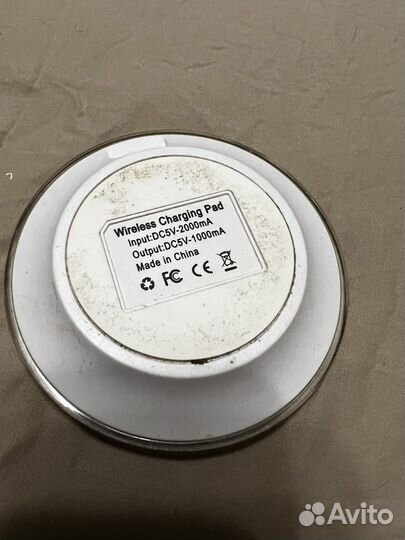 Wireless Charging Pad
Input:DC5V-2000mA
Output:DC5V-1000mA
Made in China
FC CE
Avito